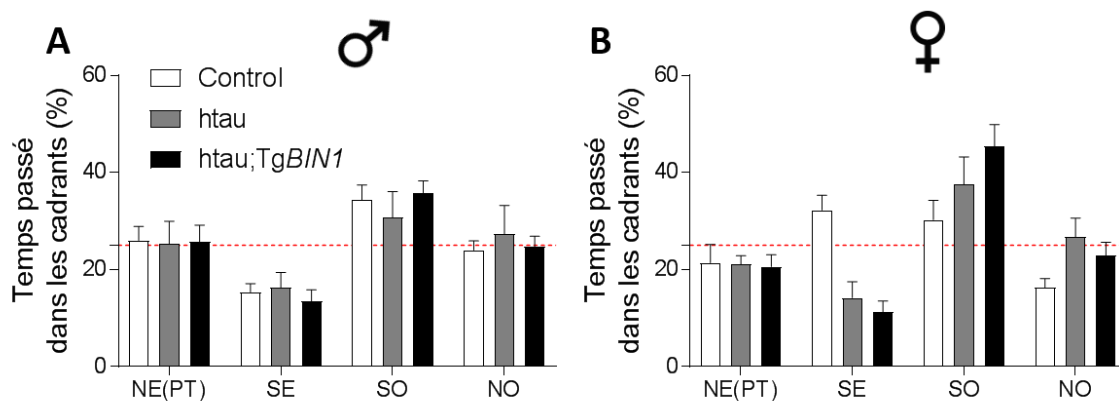 A
60
40
20
0
Temps passé
dans les cadrants (%)
Control
htau
htau;TgBIN1
NE(PT) SE SO NO
B
60
40
20
0
Temps passé
dans les cadrants (%)
NE(PT) SE SO NO